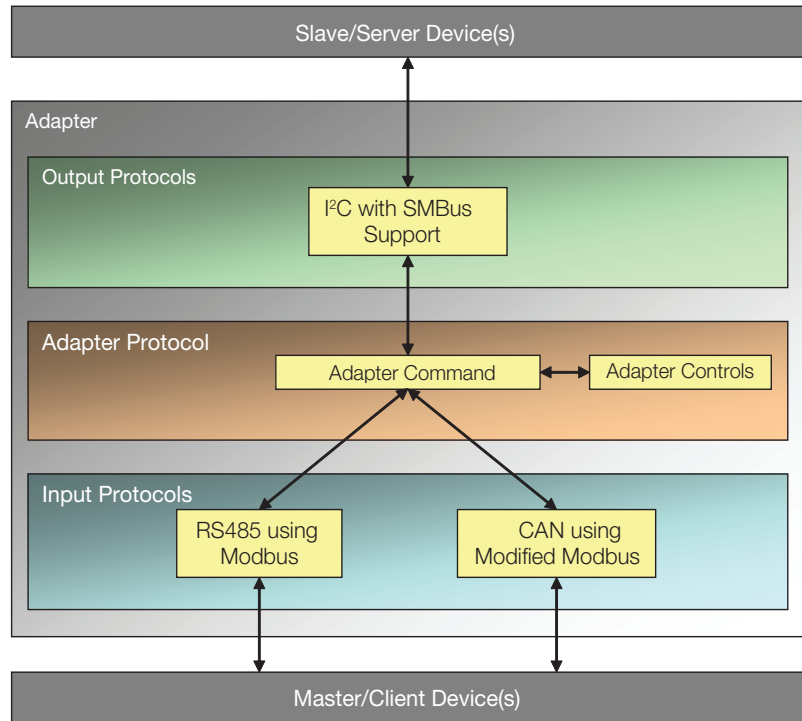 Slave/Server Device(s)
Adapter
Output Protocols
I²C with SMBus
Support
Adapter Protocol
Adapter Command
Adapter Controls
Input Protocols
RS485 using
Modbus
CAN using
Modified Modbus
Master/Client Device(s)